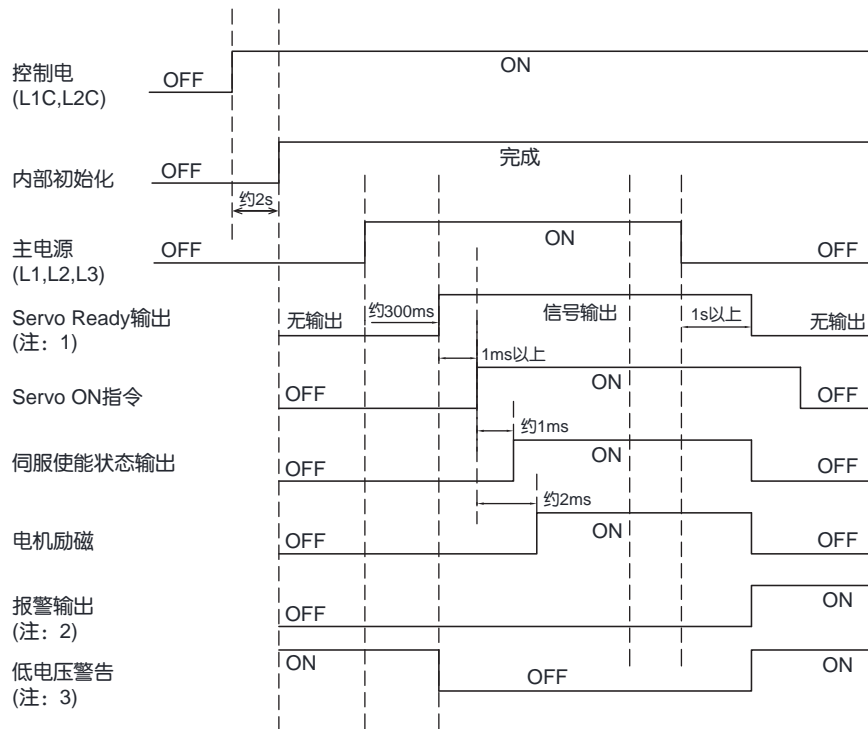 控制电
(L1C,L2C)
OFF
ON
内部初始化
OFF
完成
约2s
主电源
(L1,L2,L3)
OFF
ON
OFF
Servo Ready输出
(注：1)
无输出
约300ms
信号输出
1s以上
无输出
1ms以上
Servo ON指令
OFF
ON
OFF
约1ms
伺服使能状态输出
OFF
ON
OFF
约2ms
电机励磁
OFF
ON
OFF
报警输出
(注：2)
OFF
ON
低电压警告
(注：3)
ON
OFF
ON